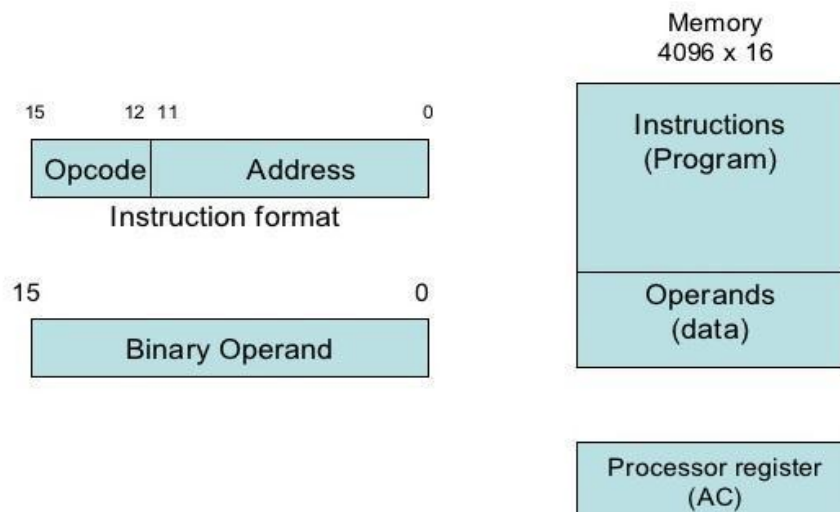 Memory
4096 x 16
15 12 11 0
Opcode Address
Instruction format
15 0
Binary Operand
Instructions
(Program)
Operands
(data)
Processor register
(AC)